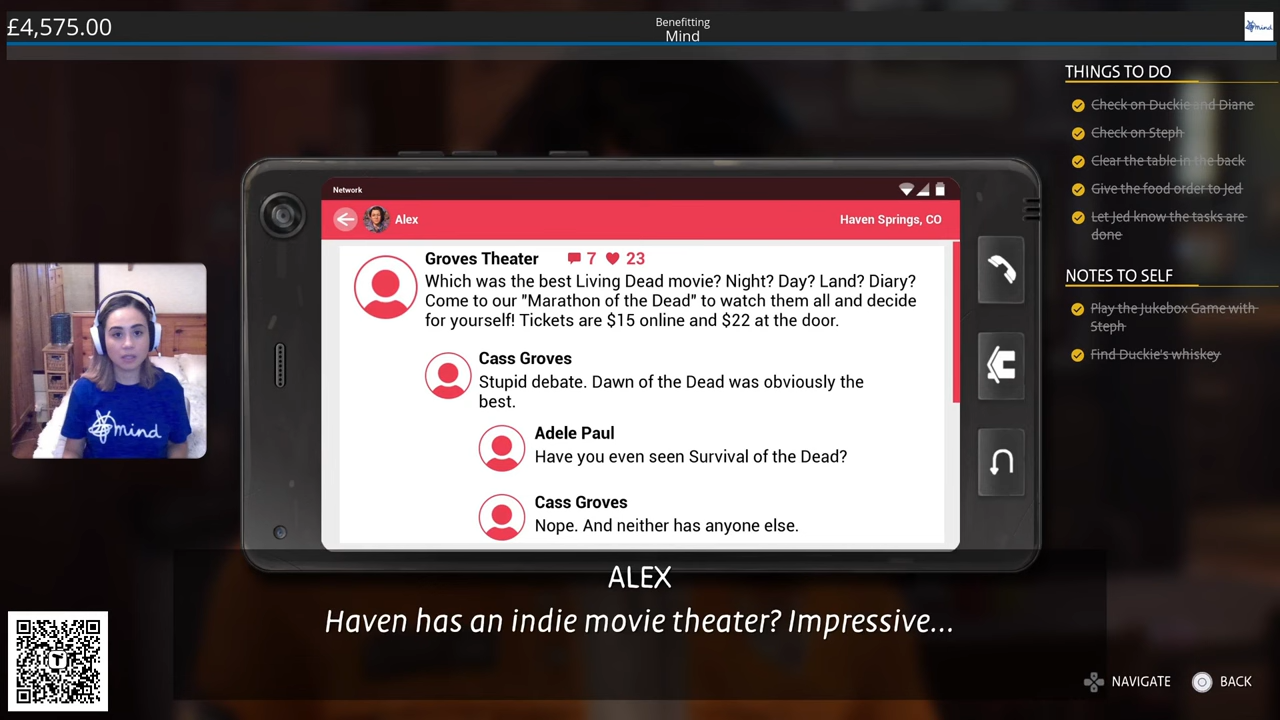 £4,575.00
Benefitting
Mind
mind
THINGS TO DO
Check on Duckie and Diane
Check on Steph
Clear the table in the back
Give the food order to Jed
Let Jed know the tasks are
done
NOTES TO SELF
Play the Jukebox Game with
Steph
Find Duckie's whiskey
Network
Alex
Haven Springs, CO
Groves Theater 7 23
Which was the best Living Dead movie? Night? Day? Land? Diary?
Come to our "Marathon of the Dead" to watch them all and decide
for yourself! Tickets are $15 online and $22 at the door.
Cass Groves
Stupid debate. Dawn of the Dead was obviously the
best.
Adele Paul
Have you even seen Survival of the Dead?
Cass Groves
Nope. And neither has anyone else.
mind
ALEX
Haven has an indie movie theater? Impressive...
T
NAVIGATE
BACK